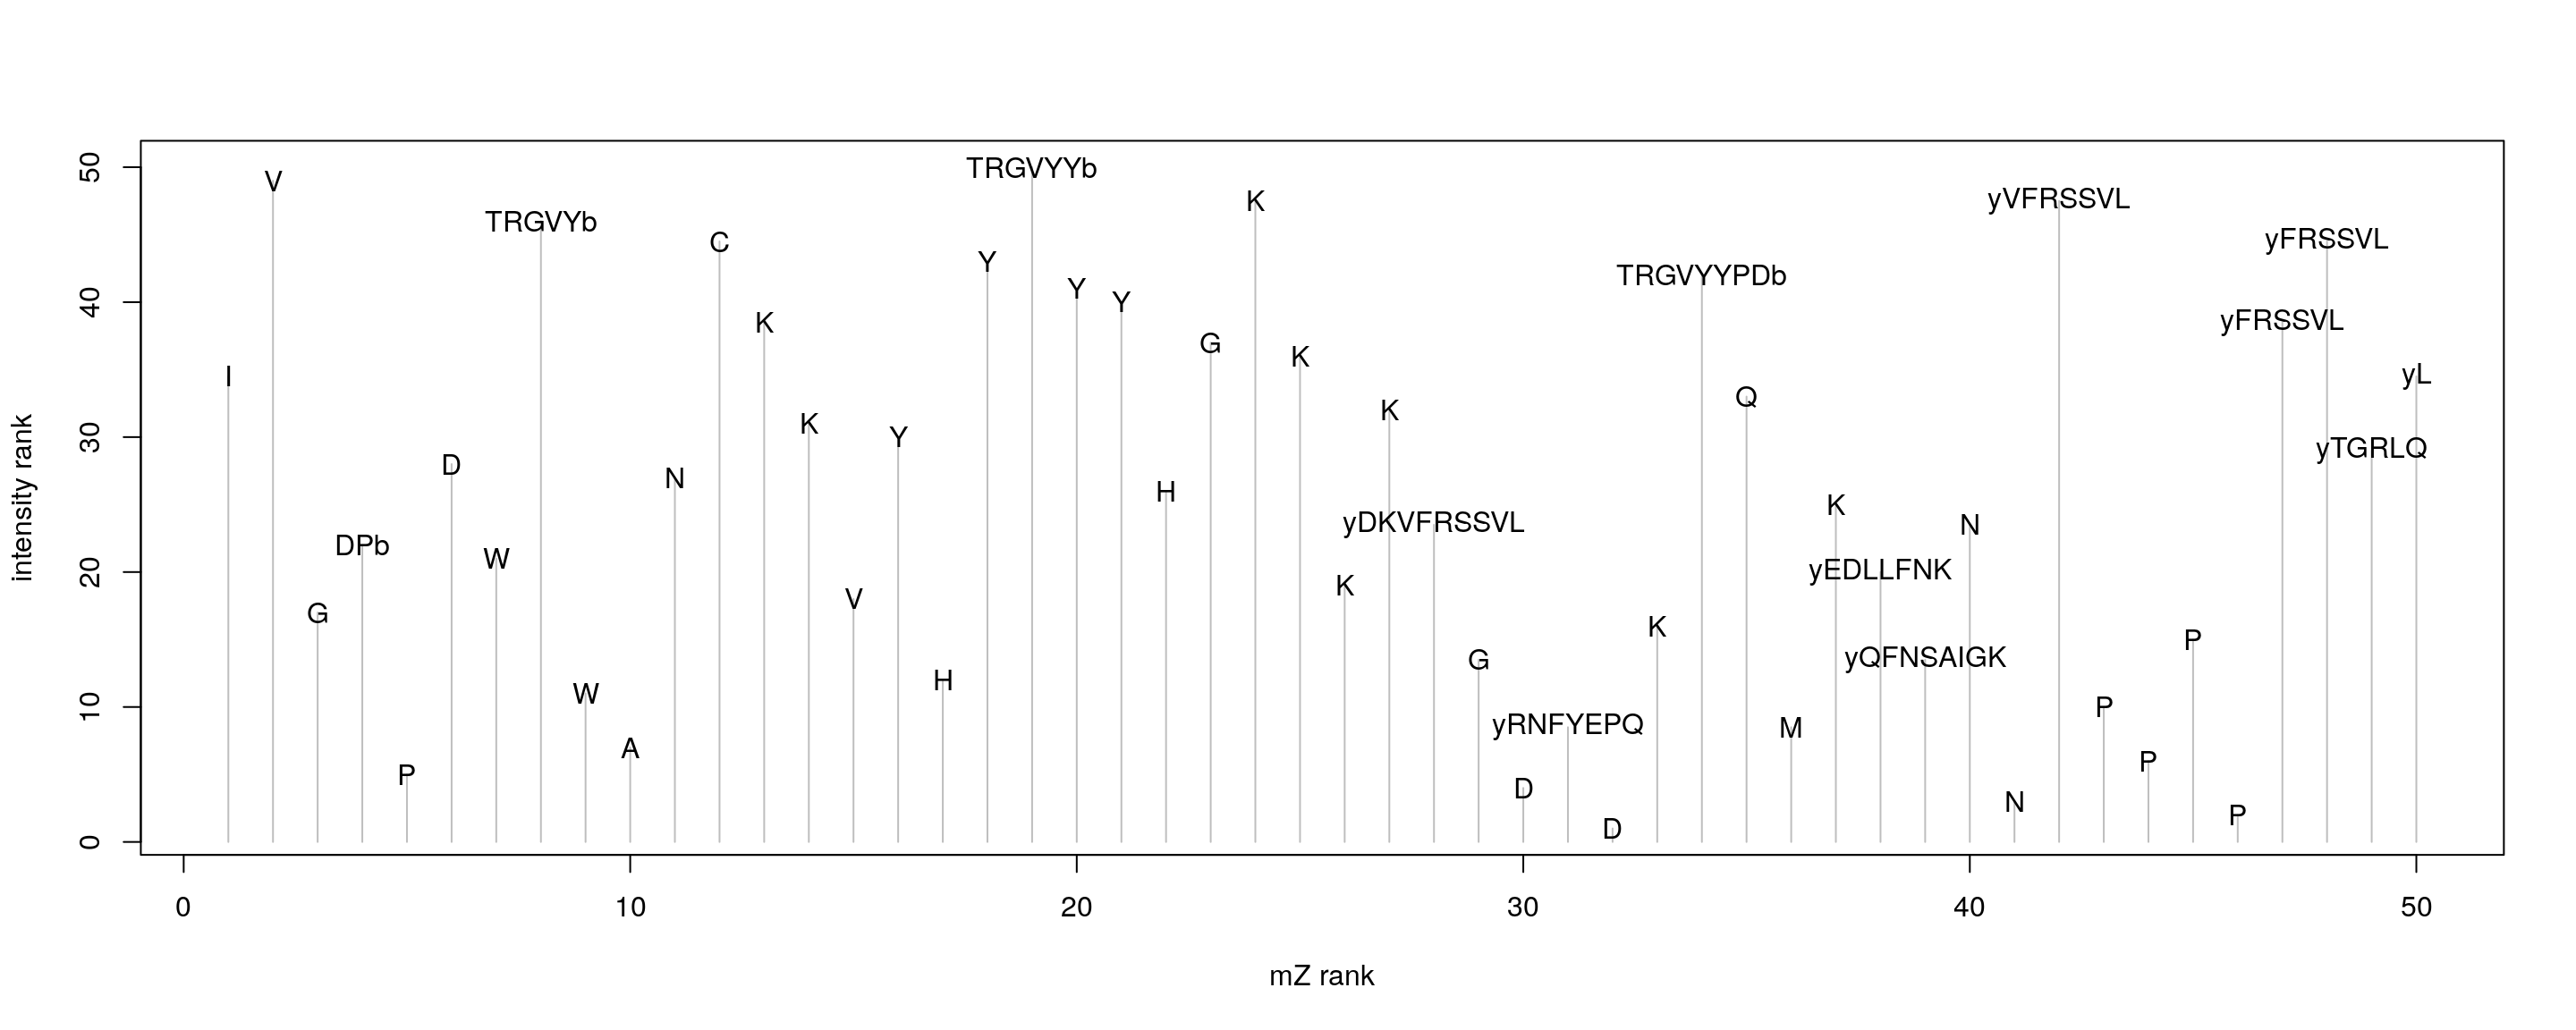 TRGVYYb
V
K
yVFRSSVL
TRGVYb
C
yFRSSVL
Y
TRGVYYPDb
Y
Y
K
yFRSSVL
G
K
I
yL
Q
K
K
Y
yTGRLQ
D
N
H
K
yDKVFRSSVL
N
DPb
W
yEDLLFNK
K
V
G
K
P
G
yQFNSAIGK
H
W
P
yRNFYEPQ
M
A
P
P
D
N
P
D
0
10
20
30
40
50
intensity rank
0 10 20 30 40 50
mZ rank